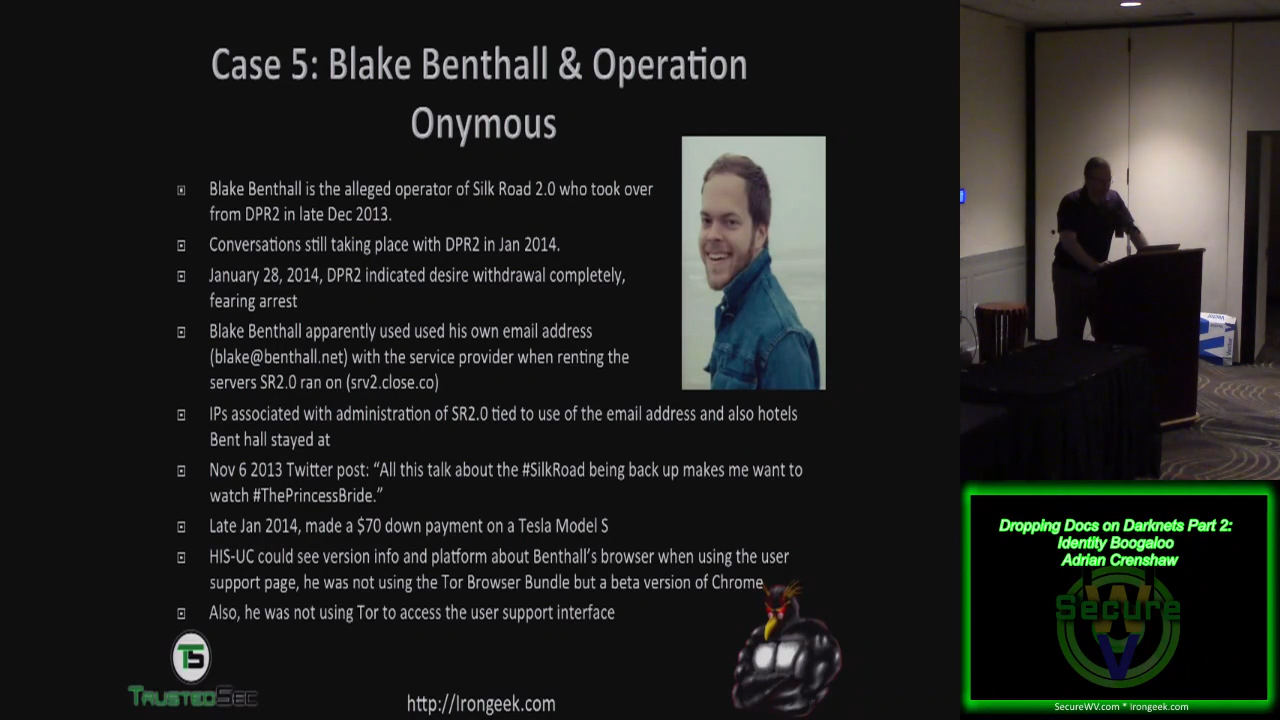 Case 5: Blake Benthall & Operation
Onymous
Blake Benthall is the alleged operator of Silk Road 2.0 who took over
from DPR2 in late Dec 2013.
Conversations still taking place with DPR2 in Jan 2014.
January 28, 2014, DPR2 indicated desire withdrawal completely,
fearing arrest
Blake Benthall apparently used used his own email address
(blake@benthall.net) with the service provider when renting the
servers SR2.0 ran on (srv2.close.co)
IPs associated with administration of SR2.0 tied to use of the email address and also hotels
Bent hall stayed at
Nov 6 2013 Twitter post: “All this talk about the #SilkRoad being back up makes me want to
watch #ThePrincessBride.”
Late Jan 2014, made a $70 down payment on a Tesla Model S
HIS-UC could see version info and platform about Benthall’s browser when using the user
support page, he was not using the Tor Browser Bundle but a beta version of Chrome
Also, he was not using Tor to access the user support interface
TS
TRUSTEDSEC
http://Irongeek.com
Dropping Docs on Darknets Part 2:
Identity Boogaloo
Adrian Crenshaw
Secure
WV
SecureWV.com * Irongeek.com